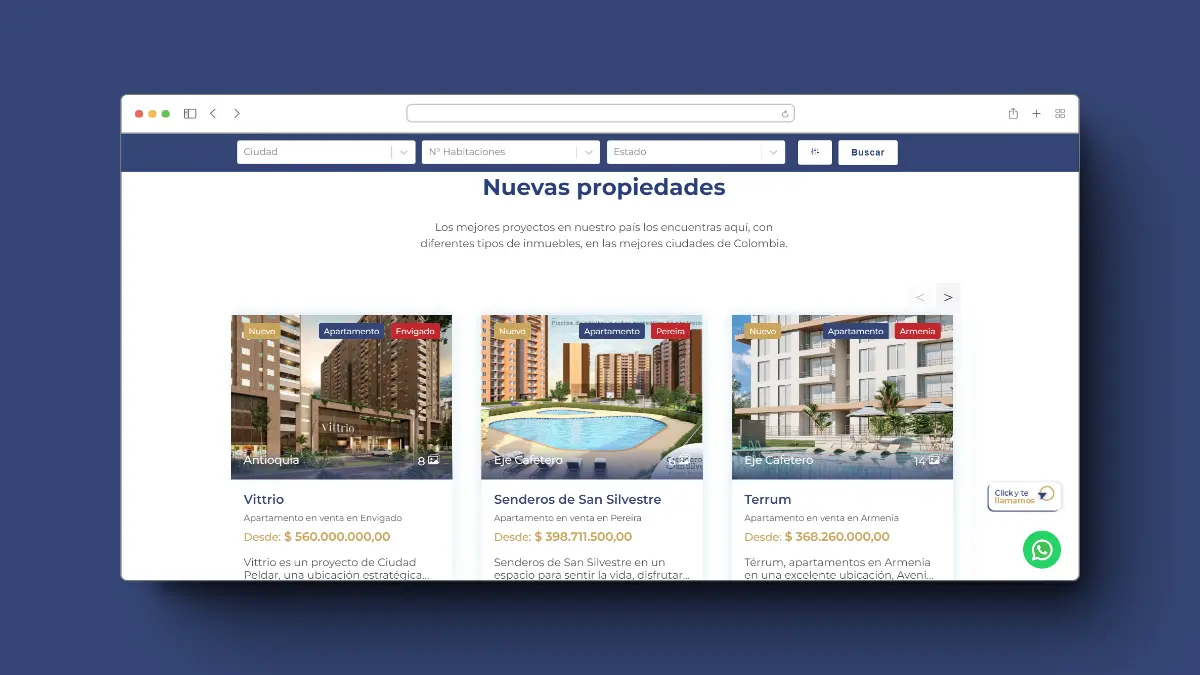 Ciudad
N° Habitaciones
Estado
Buscar
Nuevas propiedades
Los mejores proyectos en nuestro país los encuentras aquí, con
diferentes tipos de inmuebles, en las mejores ciudades de Colombia.
< >
Nuevo
Apartamento
Envigado
Vittrio
Antioquia
8
Vittrio
Apartamento en venta en Envigado
Desde: $ 560.000.000,00
Vittrio es un proyecto de Ciudad
Peldar, una ubicación estratégica...
Nuevo
Apartamento
Pereira
Eje Cafetero
Senderos de San Silvestre
Apartamento en venta en Pereira
Desde: $ 398.711.500,00
Senderos de San Silvestre en un
espacio para sentir la vida, disfrutar...
Nuevo
Apartamento
Armenia
Eje Cafetero
14
Terrum
Apartamento en venta en Armenia
Desde: $ 368.260.000,00
Térrum, apartamentos en Armenia
en una excelente ubicación, Aveni...
Click y te
llamamos